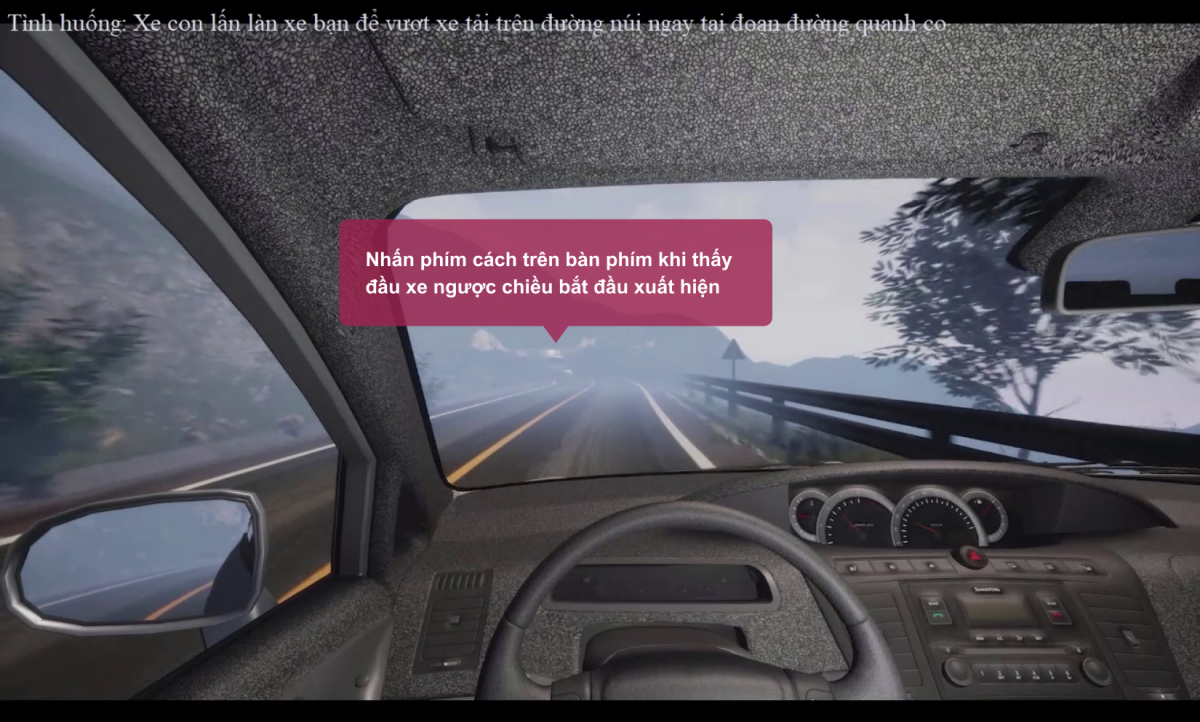 Tình huống: Xe con lấn làn xe bạn để vượt xe tải trên đường núi ngay tại đoạn đường quanh co
Nhấn phím cách trên bàn phím khi thấy
đầu xe ngược chiều bắt đầu xuất hiện